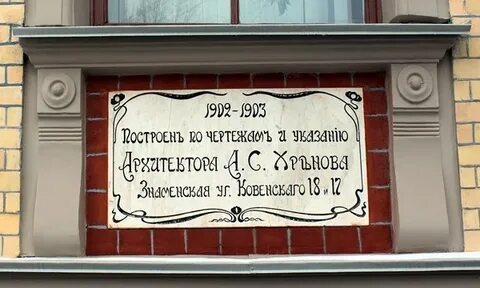 1902-1903
Построенъ по чертежамъ и указанію
Архитектора А.С. Хрѣнова
Знаменская уг. Ковенскаго 18 и 17